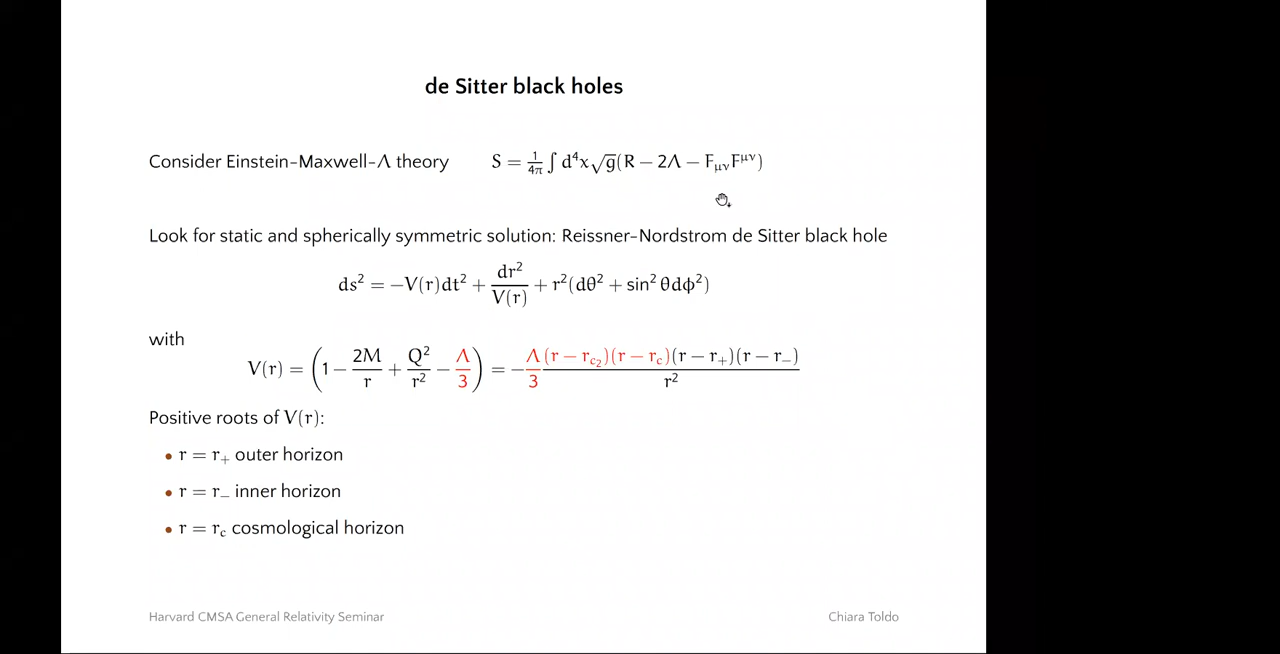 de Sitter black holes
Consider Einstein-Maxwell-Λ theory S = 1/4π ∫ d⁴x√g(R − 2Λ − F_μν F^μν)
Look for static and spherically symmetric solution: Reissner-Nordstrom de Sitter black hole
ds² = −V(r)dt² + dr²/V(r) + r²(dθ² + sin² θdϕ²)
with
V(r) = (1 − 2M/r + Q²/r² − Λ/3) = −Λ/3 (r − r_c₂)(r − r_c)(r − r₊)(r − r₋)/r²
Positive roots of V(r):
• r = r₊ outer horizon
• r = r₋ inner horizon
• r = r_c cosmological horizon
Harvard CMSA General Relativity Seminar Chiara Toldo